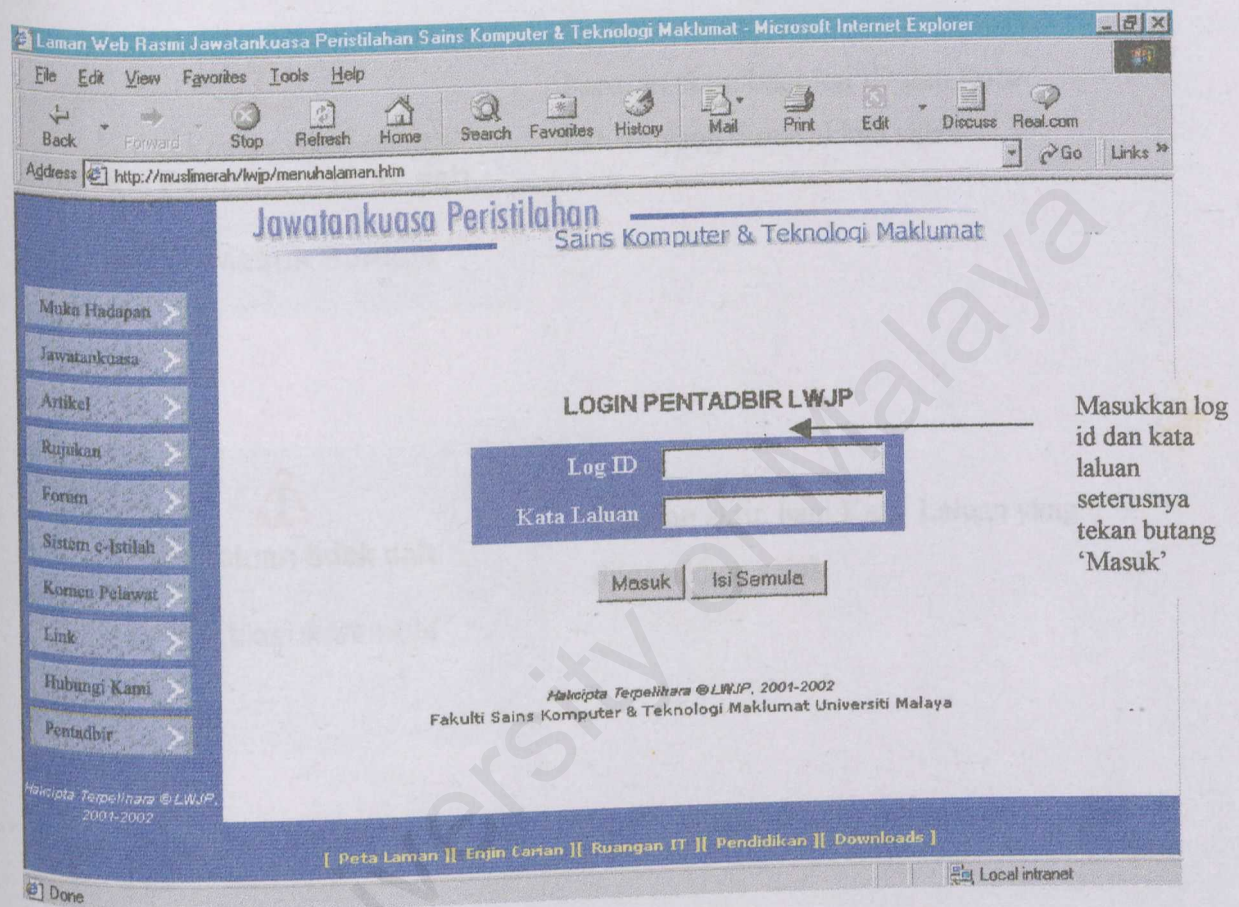 Laman Web Rasmi Jawatankuasa Peristilahan Sains Komputer & Teknologi Maklumat - Microsoft Internet Explorer
File Edit View Favorites Tools Help
Back Forward Stop Refresh Home Search Favorites History Mail Print Edit Discuss Real.com
Address http://muslimerah/lwjp/menuhalaman.htm Go Links »
Jawatankuasa Peristilahan
Sains Komputer & Teknologi Maklumat
Muka Hadapan
Jawatankuasa
Artikel
Rujukan
Forum
Sistem e-Istilah
Komen Pelawat
Link
Hubungi Kami
Pentadbir
Hakcipta Terpelihara © LWJP,
2001-2002
LOGIN PENTADBIR LWJP
Log ID
Kata Laluan
Masuk Isi Semula
Masukkan log
id dan kata
laluan
seterusnya
tekan butang
‘Masuk’
Hakcipta Terpelihara © LWJP, 2001-2002
Fakulti Sains Komputer & Teknologi Maklumat Universiti Malaya
[ Peta Laman ][ Enjin Carian ][ Ruangan IT ][ Pendidikan ][ Downloads ]
Done Local intranet
University of Malaya